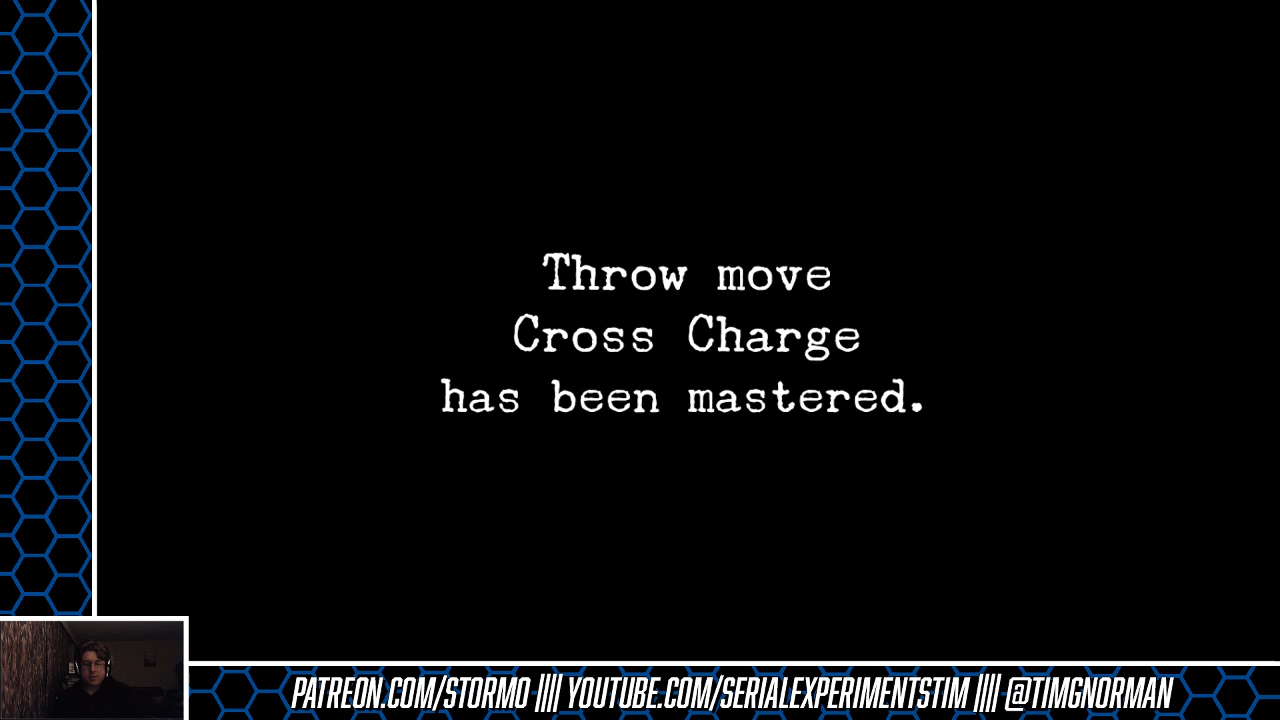 Throw move
Cross Charge
has been mastered.
PATREON.COM/STORMO |||| YOUTUBE.COM/SERIALEXPERIMENTSTIM |||| @TIMGNORMAN